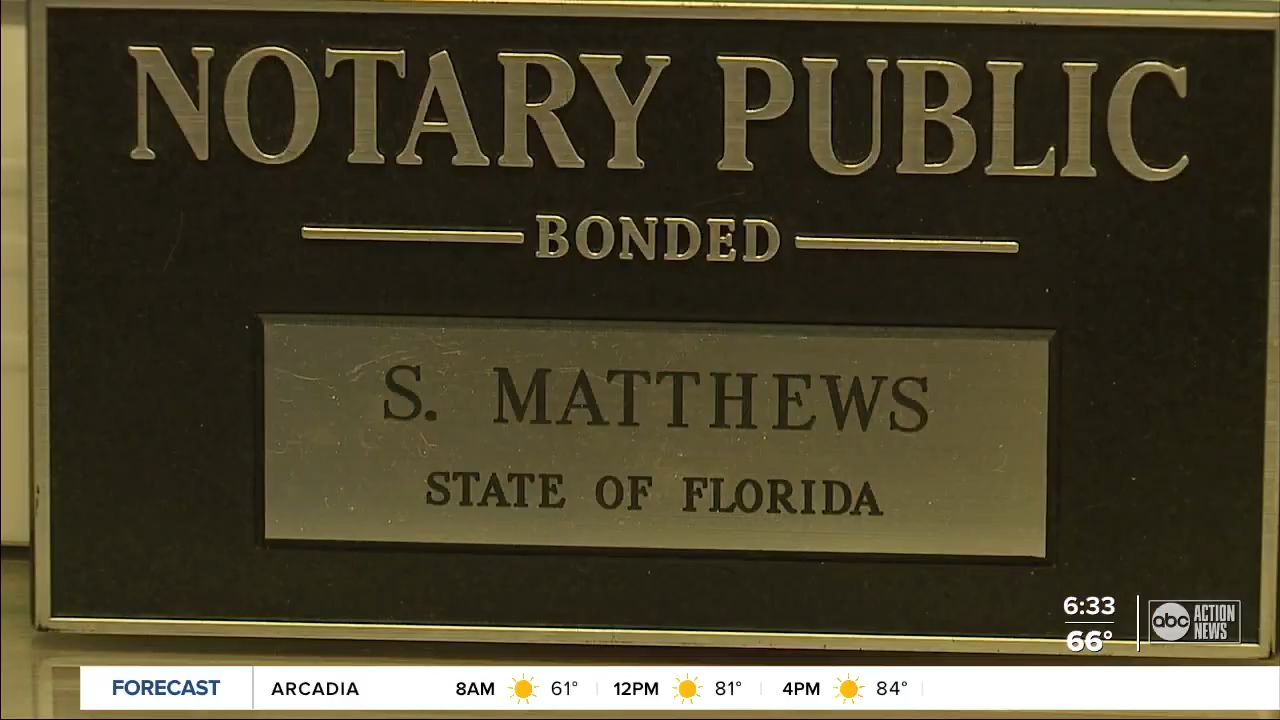 NOTARY PUBLIC
BONDED
S. MATTHEWS
STATE OF FLORIDA
6:33
66°
abc ACTION NEWS
FORECAST ARCADIA 8AM 61° 12PM 81° 4PM 84°